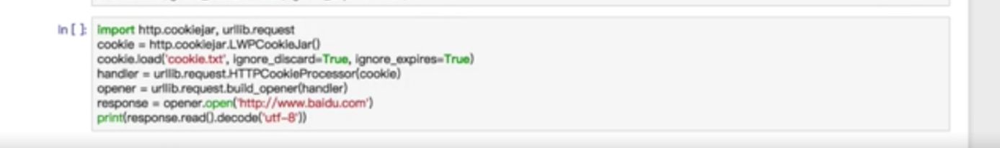 In [ ]:
import http.cookiejar, urllib.request
cookie = http.cookiejar.LWPCookieJar()
cookie.load('cookie.txt', ignore_discard=True, ignore_expires=True)
handler = urllib.request.HTTPCookieProcessor(cookie)
opener = urllib.request.build_opener(handler)
response = opener.open('http://www.baidu.com')
print(response.read().decode('utf-8'))